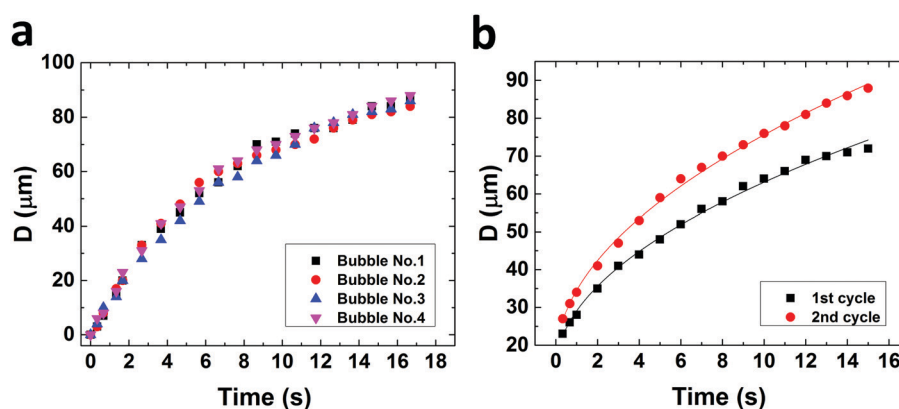 a
100
80
60
40
20
0
D (μm)
0 2 4 6 8 10 12 14 16 18
Time (s)
Bubble No.1
Bubble No.2
Bubble No.3
Bubble No.4
b
90
80
70
60
50
40
30
20
D (μm)
0 2 4 6 8 10 12 14 16
Time (s)
1st cycle
2nd cycle